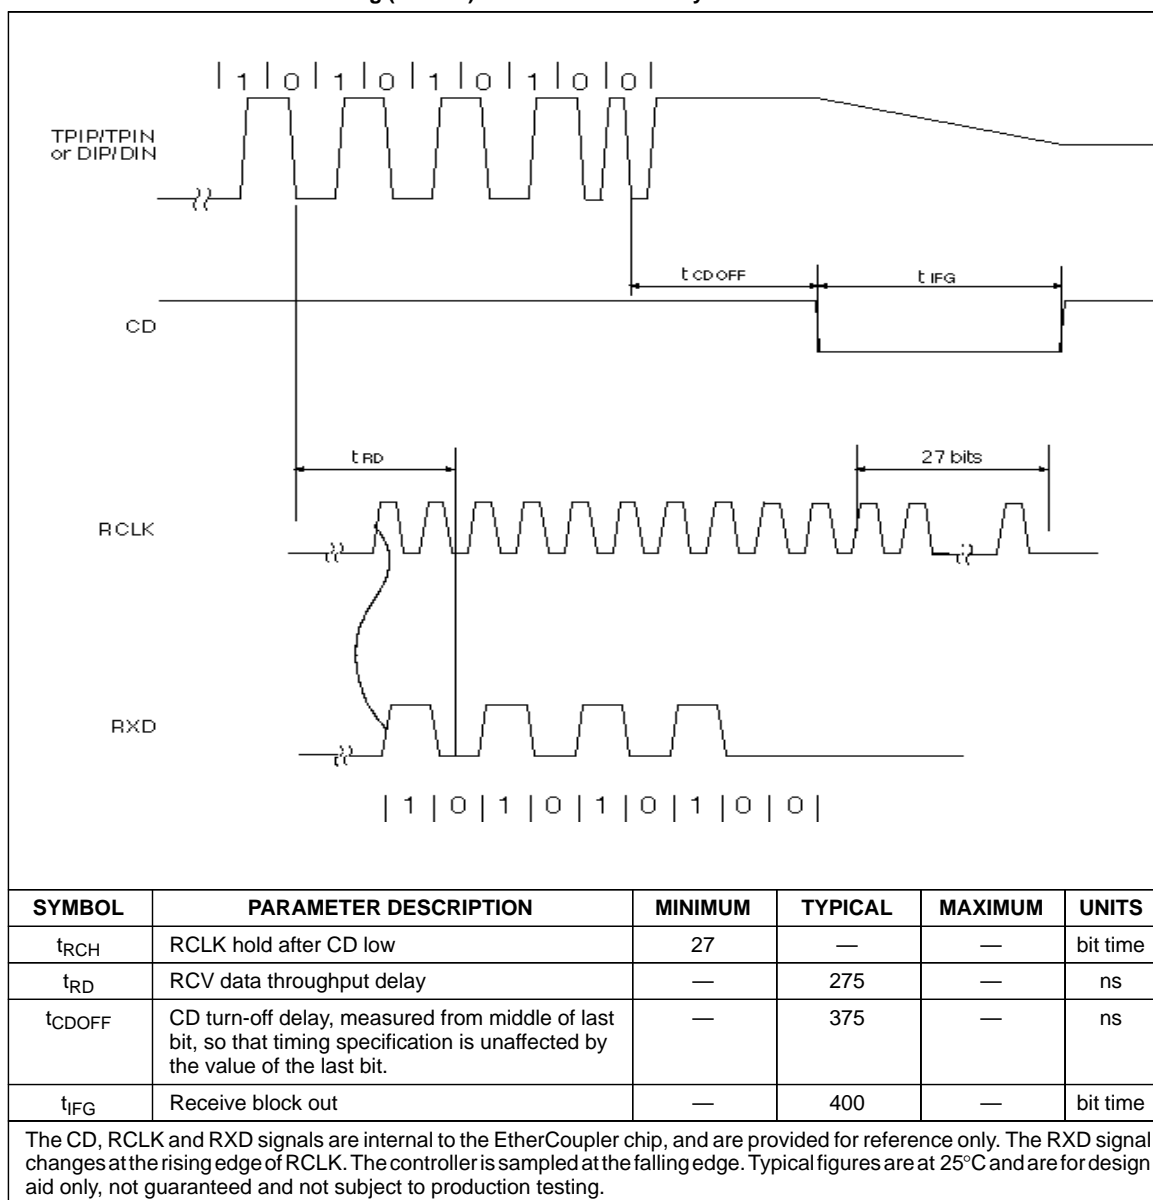 | 1 | 0 | 1 | 0 | 1 | 0 | 1 | 0 | 0 |
TPIP/TPIN
or DIP/DIN
t CD OFF
t IFG
CD
t RD
27 bits
RCLK
RXD
| 1 | 0 | 1 | 0 | 1 | 0 | 1 | 0 | 0 |
SYMBOL PARAMETER DESCRIPTION MINIMUM TYPICAL MAXIMUM UNITS
tRCH RCLK hold after CD low 27 — — bit time
tRD RCV data throughput delay — 275 — ns
tCDOFF CD turn-off delay, measured from middle of last — 375 — ns
bit, so that timing specification is unaffected by
the value of the last bit.
tIFG Receive block out — 400 — bit time
The CD, RCLK and RXD signals are internal to the EtherCoupler chip, and are provided for reference only. The RXD signal
changes at the rising edge of RCLK. The controller is sampled at the falling edge. Typical figures are at 25°C and are for design
aid only, not guaranteed and not subject to production testing.